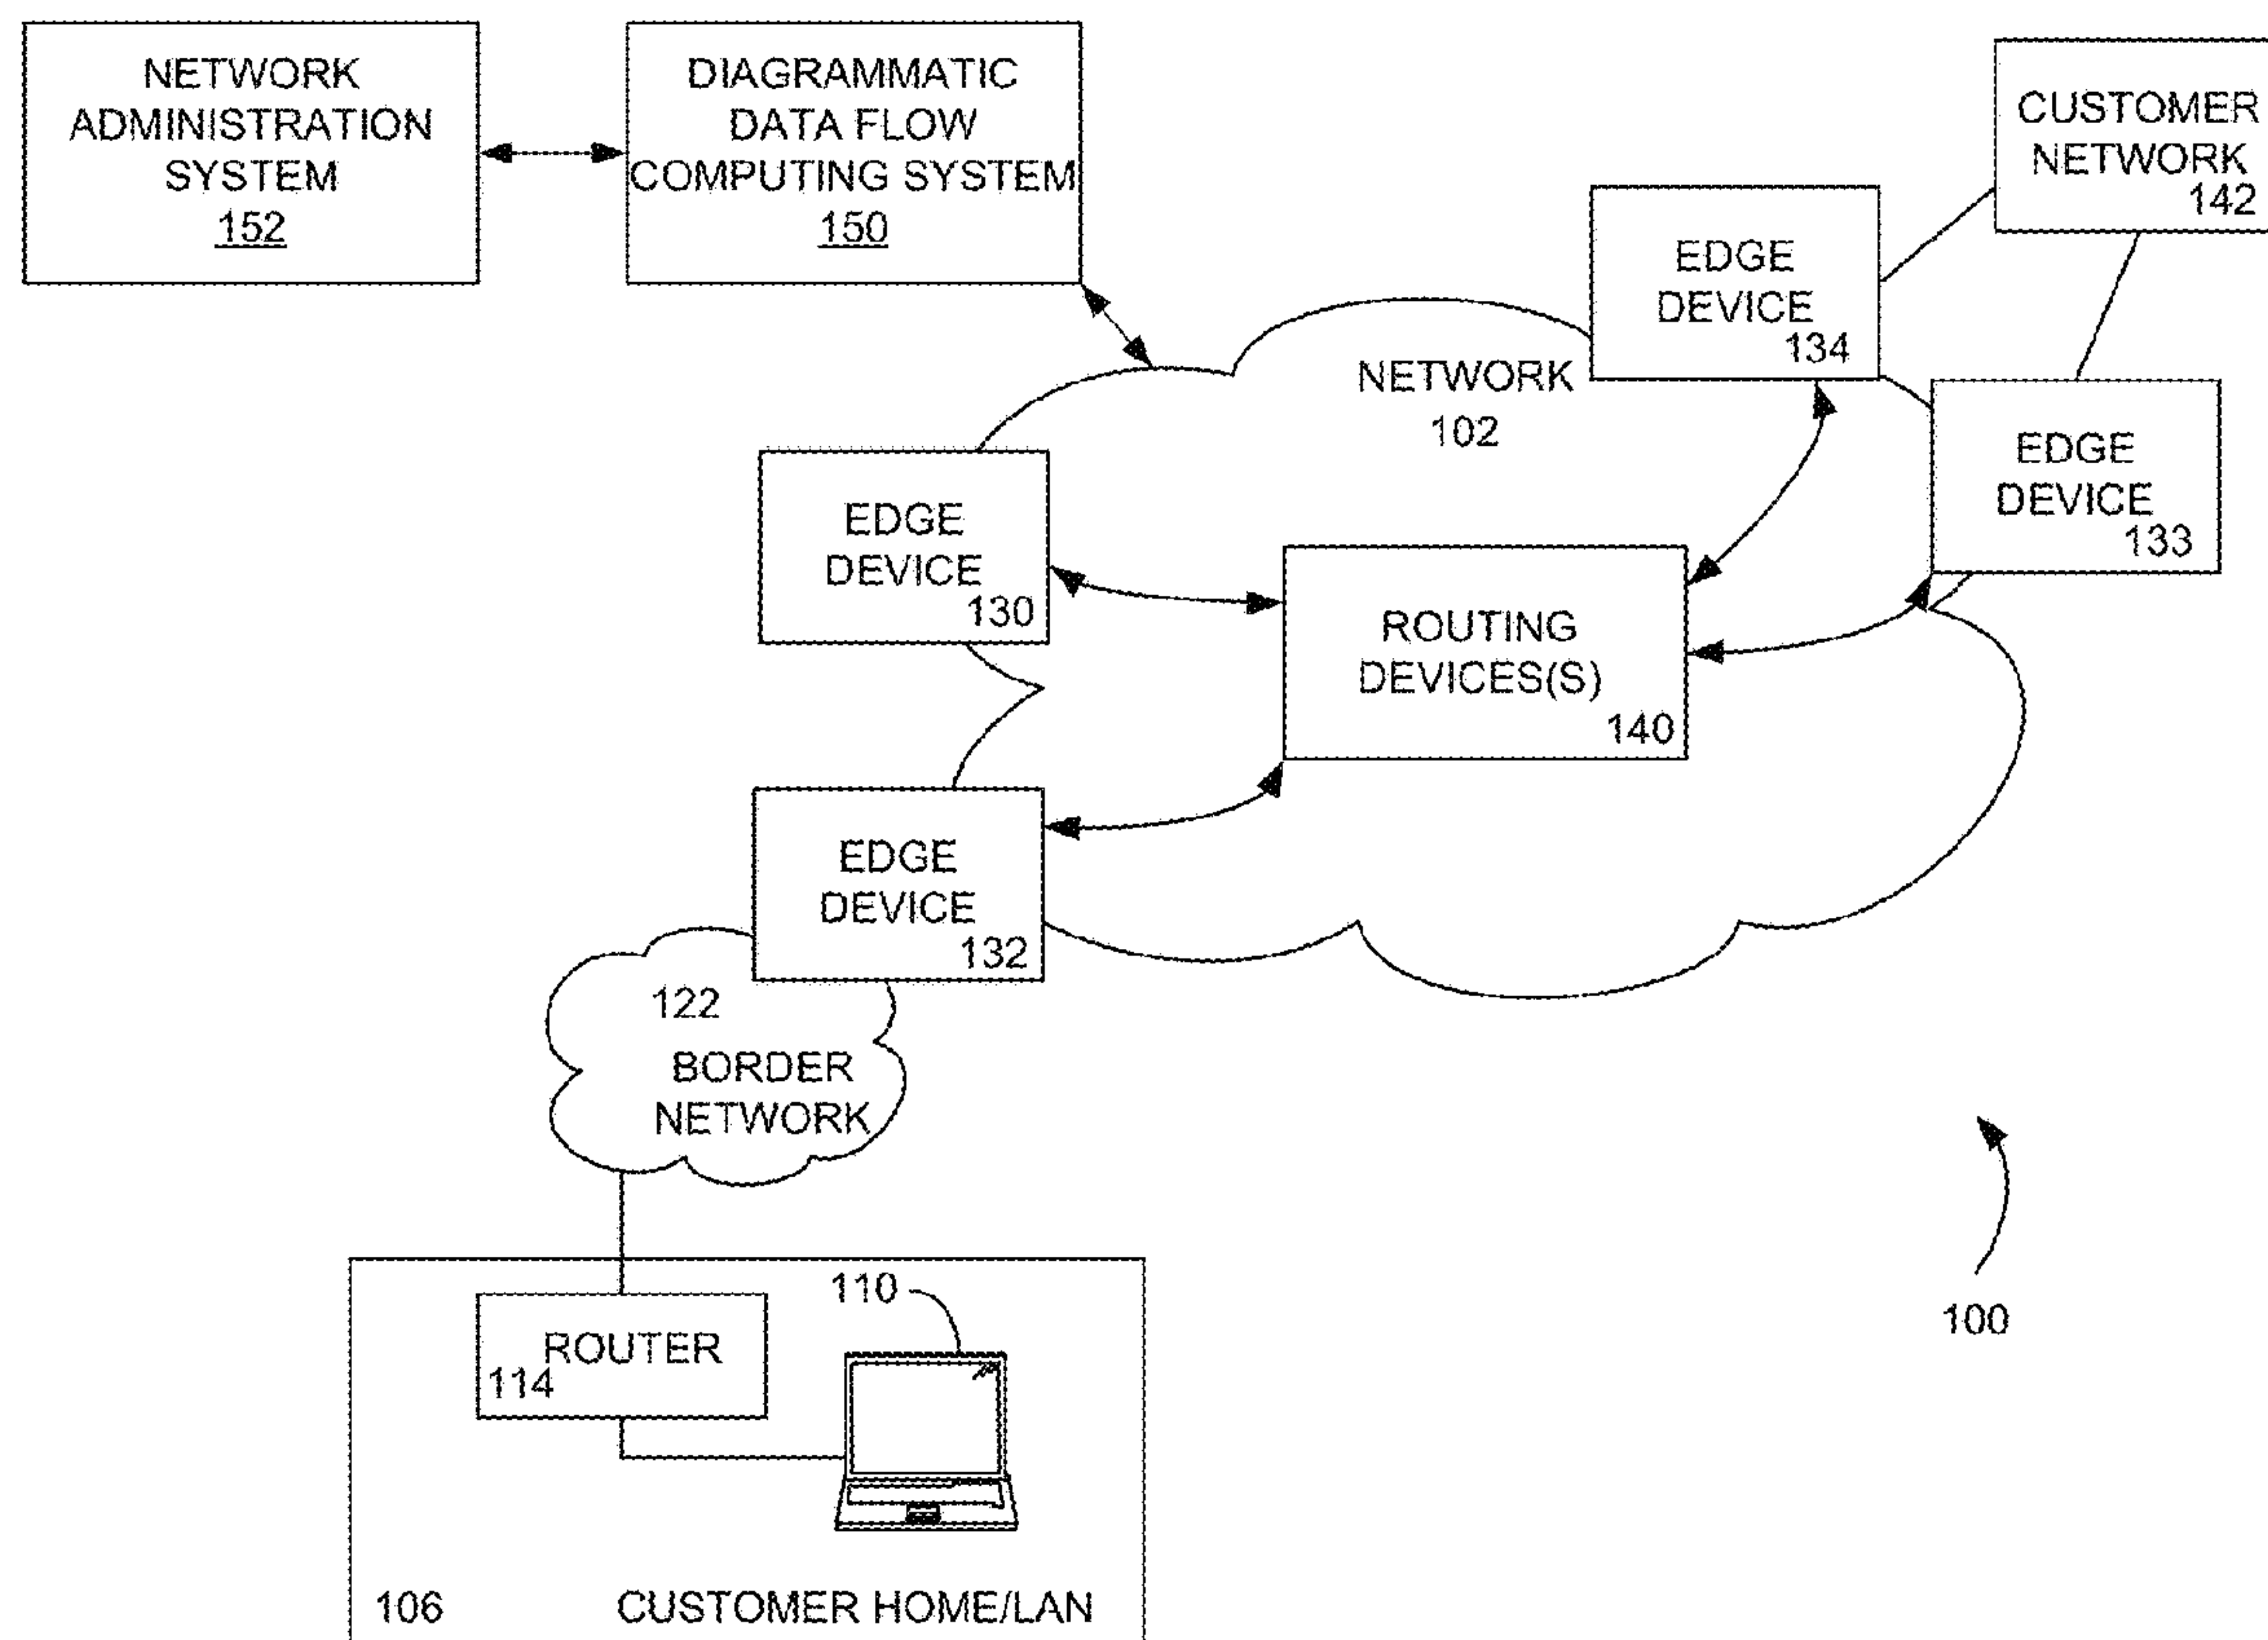 NETWORK
ADMINISTRATION
SYSTEM
152
DIAGRAMMATIC
DATA FLOW
COMPUTING SYSTEM
150
CUSTOMER
NETWORK
142
EDGE
DEVICE
134
NETWORK
102
EDGE
DEVICE
133
EDGE
DEVICE
130
ROUTING
DEVICES(S)
140
EDGE
DEVICE
132
122
BORDER
NETWORK
100
110
ROUTER
114
106
CUSTOMER HOME/LAN